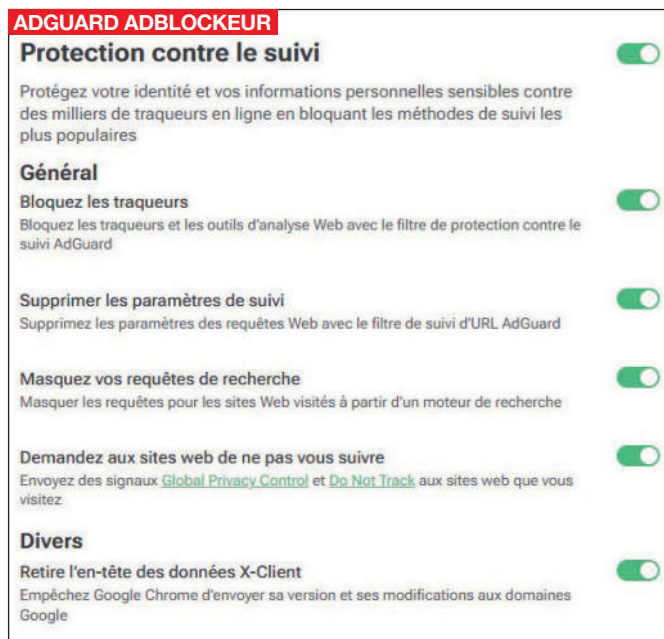 ADGUARD ADBLOCKEUR
Protection contre le suivi
Protégez votre identité et vos informations personnelles sensibles contre
des milliers de traqueurs en ligne en bloquant les méthodes de suivi les
plus populaires
Général
Bloquez les traqueurs
Bloquez les traqueurs et les outils d'analyse Web avec le filtre de protection contre le
suivi AdGuard
Supprimer les paramètres de suivi
Supprimez les paramètres des requêtes Web avec le filtre de suivi d'URL AdGuard
Masquez vos requêtes de recherche
Masquer les requêtes pour les sites Web visités à partir d'un moteur de recherche
Demandez aux sites web de ne pas vous suivre
Envoyez des signaux Global Privacy Control et Do Not Track aux sites web que vous
visitez
Divers
Retire l'en-tête des données X-Client
Empêchez Google Chrome d'envoyer sa version et ses modifications aux domaines
Google